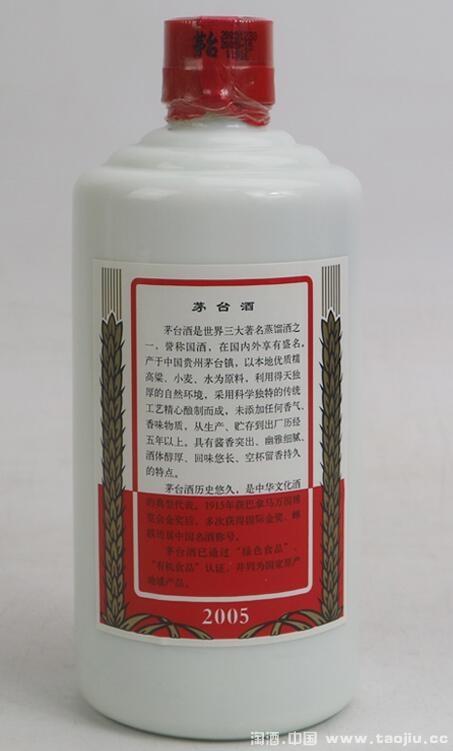 茅台
茅台酒
茅台酒是世界三大著名蒸馏酒之
一，誉称国酒，在国内外享有盛名。
产于中国贵州茅台镇，以本地优质糯
高粱、小麦、水为原料，利用得天独
厚的自然环境，采用科学独特的传统
工艺精心酿制而成，未添加任何香气、
香味物质，从生产、贮存到出厂历经
五年以上。具有酱香突出、幽雅细腻、
酒体醇厚、回味悠长、空杯留香持久
的特点。
茅台酒历史悠久，是中华文化酒
的典型代表。1915年获巴拿马万国博
览会金奖后，多次获得国际金奖、蝉
联历届中国名酒称号。
茅台酒已通过“绿色食品”、
“有机食品”认证，并列为国家原产
地域产品。
2005
淘酒.中国 www.taojiu.cc